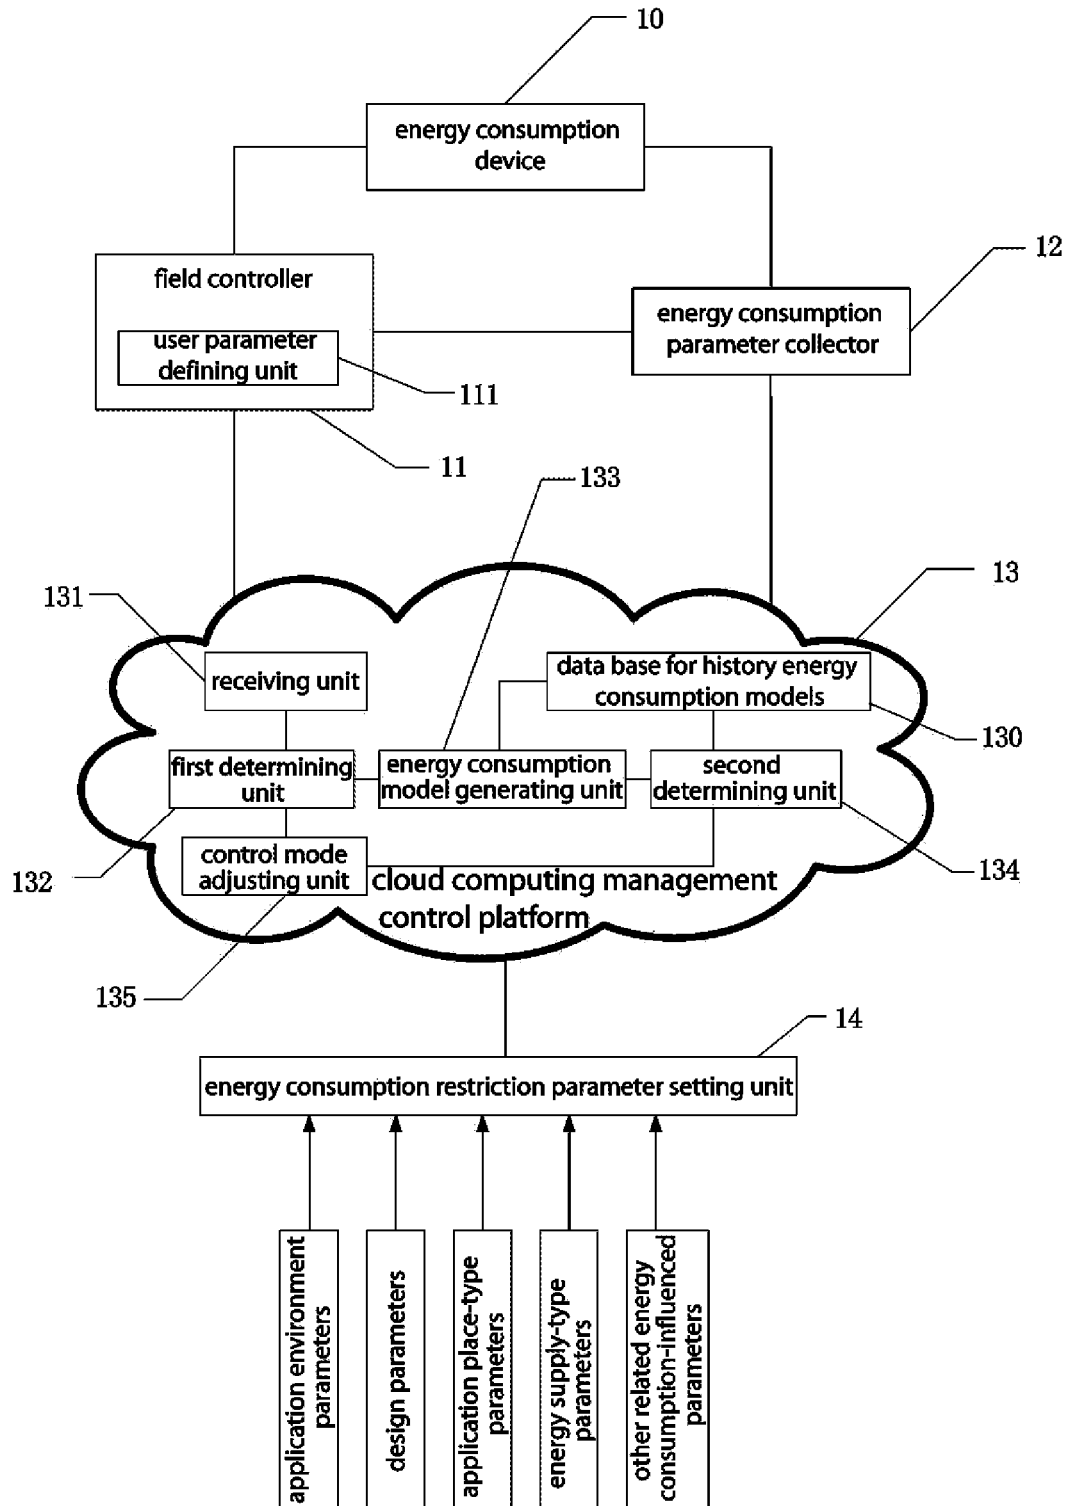 10
energy consumption
device
12
field controller
energy consumption
parameter collector
user parameter
defining unit
111
11
133
13
131
receiving unit
data base for history energy
consumption models
130
first determining
unit
energy consumption
model generating unit
second
determining unit
control mode
adjusting unit
132
134
cloud computing management
control platform
135
14
energy consumption restriction parameter setting unit
application environment
parameters
design parameters
application place-type
parameters
energy supply-type
parameters
other related energy
consumption-influenced
parameters